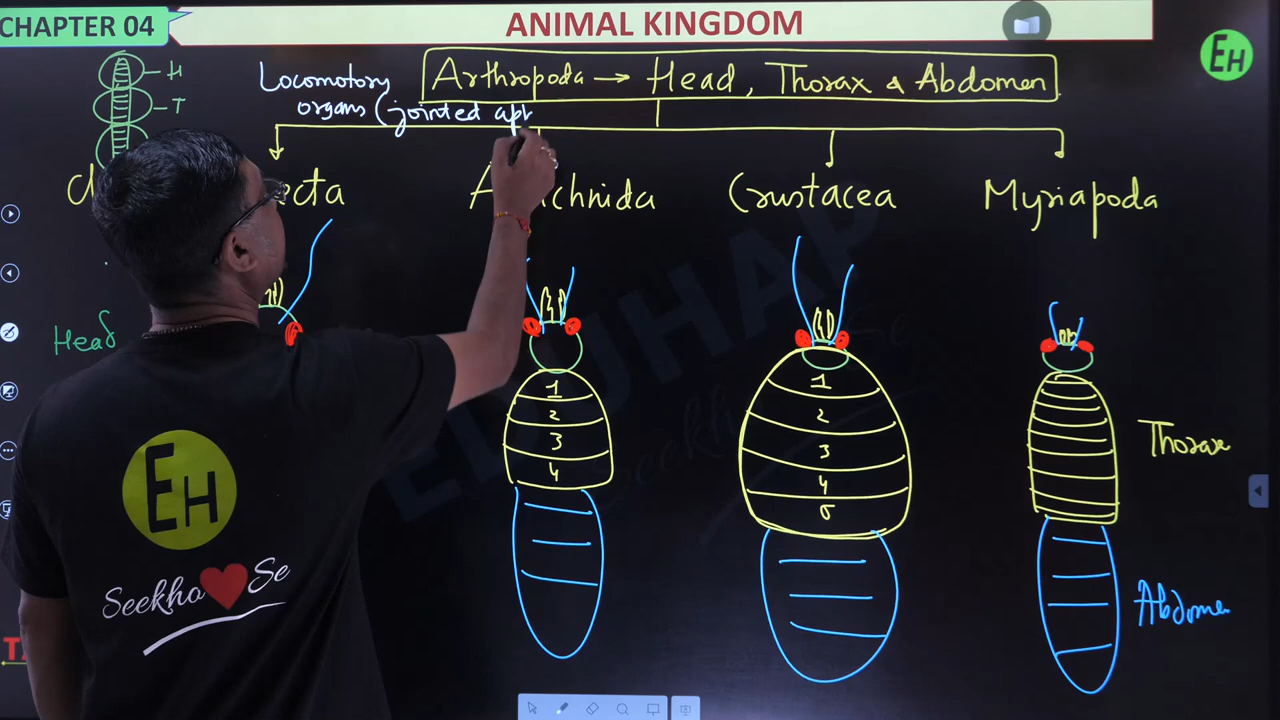 CHAPTER 04
ANIMAL KINGDOM
EH
H
T
Locomotory
organs (jointed
Arthropoda → Head, Thorax & Abdomen
Crustacea
Myriapoda
Head
1
2
3
4
1
2
3
4
5
Thorax
Abdomen
EH
Seekho Se